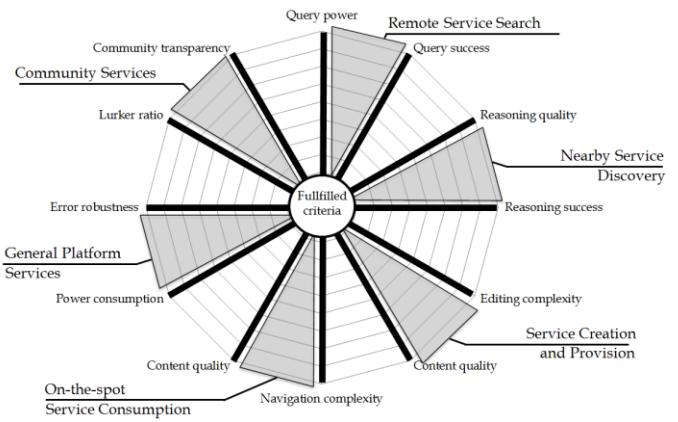 Query power
Remote Service Search
Community transparency
Query success
Community Services
Lurker ratio
Reasoning quality
Nearby Service
Discovery
Fullfilled
criteria
Error robustness
Reasoning success
General Platform
Services
Power consumption
Editing complexity
Service Creation
and Provision
Content quality
Content quality
On-the-spot
Service Consumption
Navigation complexity